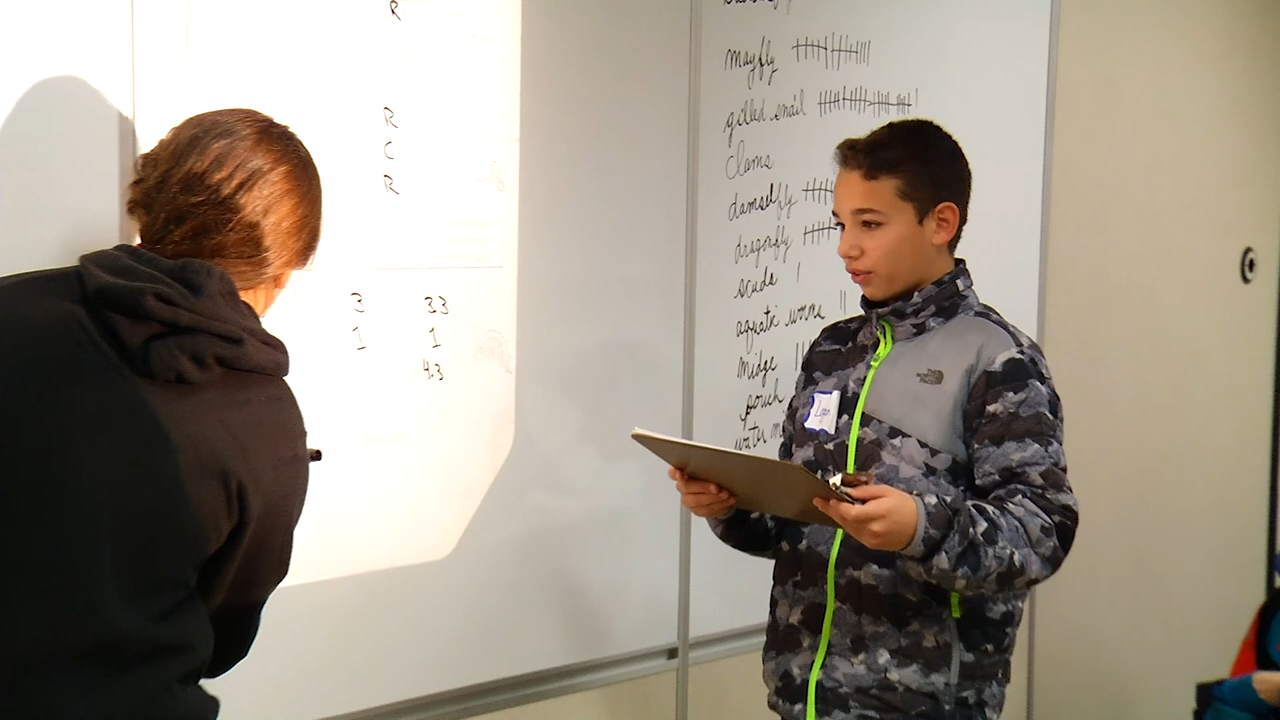 R
R
C
R
3 33
1 1
4.3
mayfly
gilled snail
clams
damselfly
dragonfly
scuds
aquatic worms
midge
pouch
water
THE
NORTH
FACE